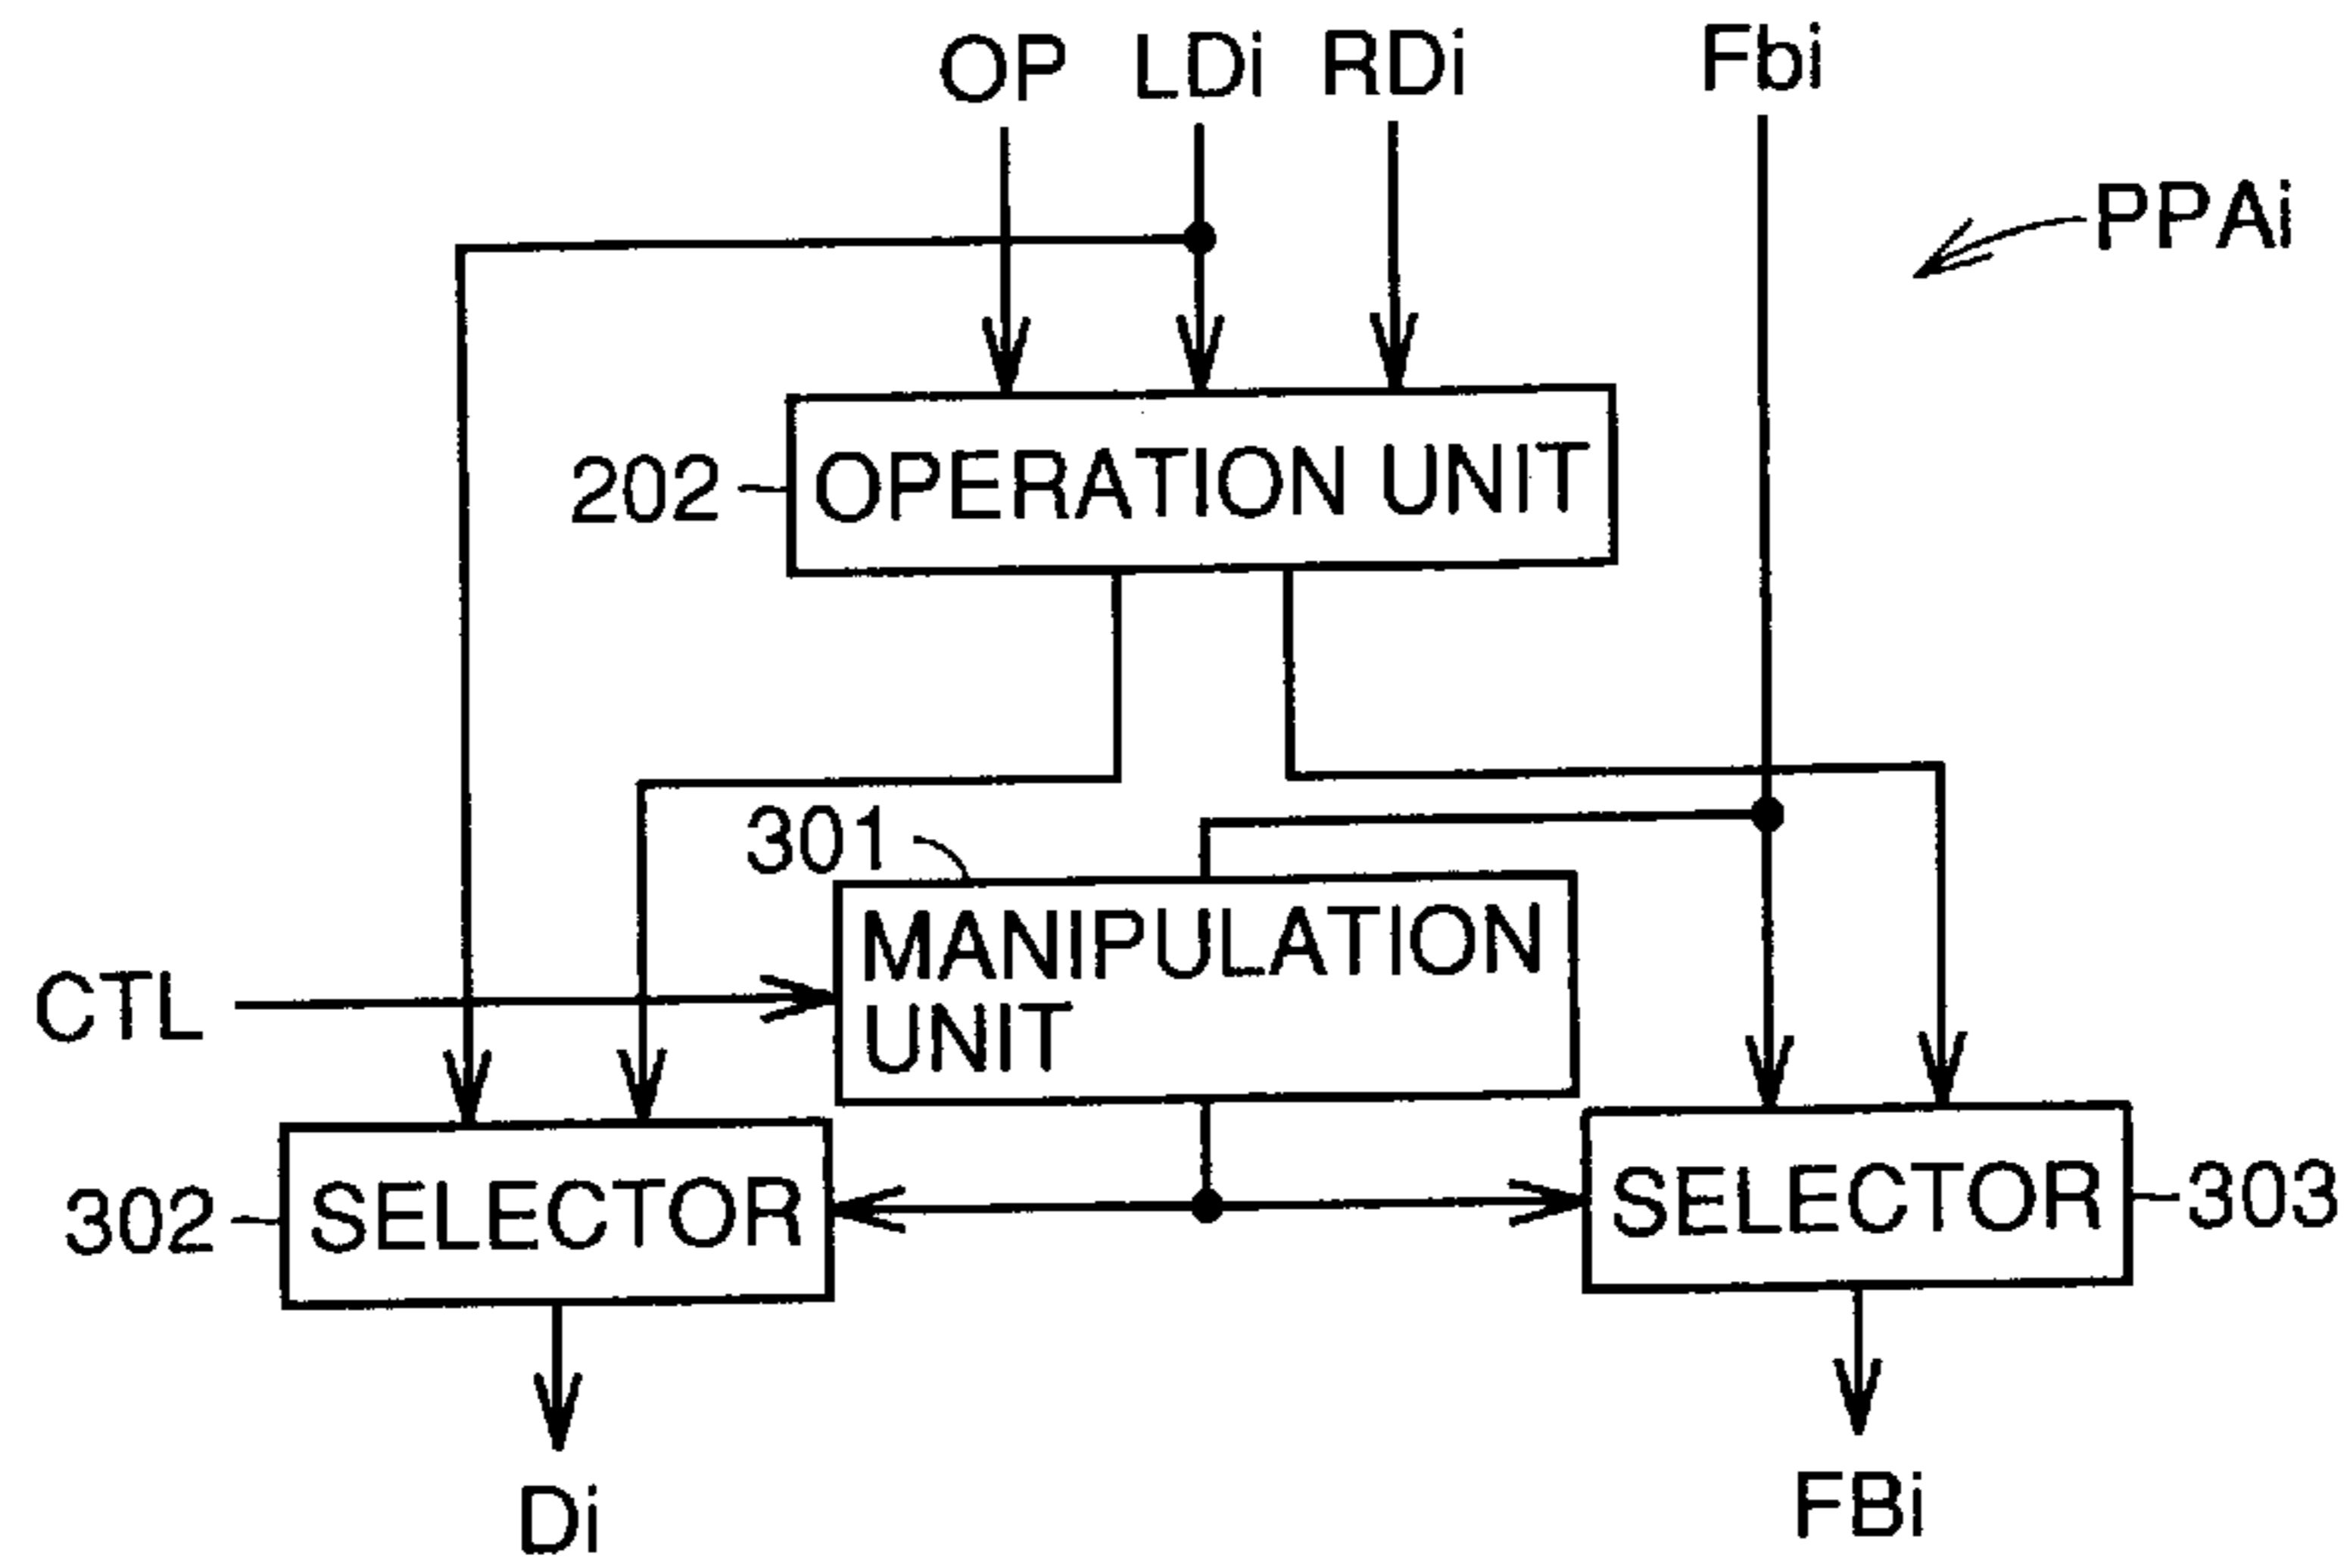 OP LDi RDi Fbi
PPAi
202
OPERATION UNIT
301
MANIPULATION
UNIT
CTL
302
SELECTOR
SELECTOR
303
Di
FBi